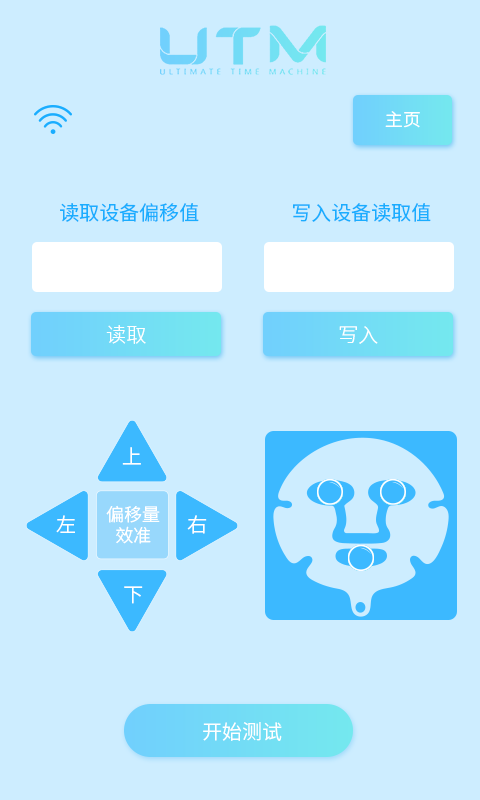 UTM
ULTIMATE TIME MACHINE
主页
读取设备偏移值
写入设备读取值
读取
写入
上
左
偏移量
效准
右
下
开始测试